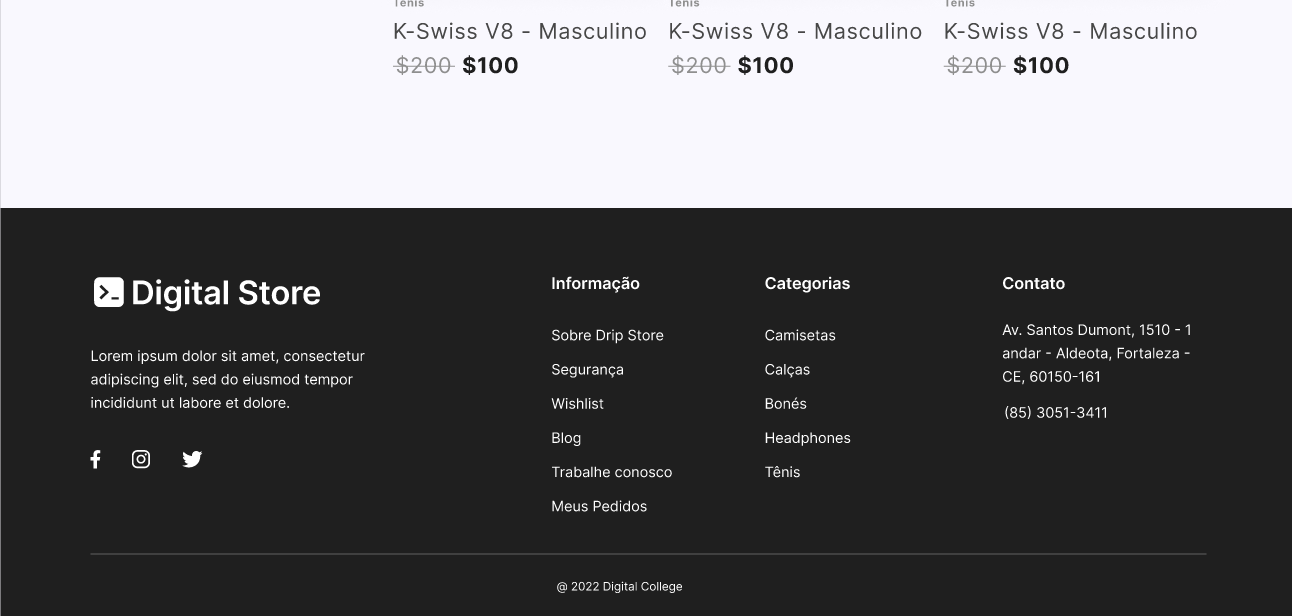 Tênis
Tênis
Tênis
K-Swiss V8 - Masculino
K-Swiss V8 - Masculino
K-Swiss V8 - Masculino
$200 $100
$200 $100
$200 $100
Digital Store
Lorem ipsum dolor sit amet, consectetur
adipiscing elit, sed do eiusmod tempor
incididunt ut labore et dolore.
Informação
Sobre Drip Store
Segurança
Wishlist
Blog
Trabalhe conosco
Meus Pedidos
Categorias
Camisetas
Calças
Bonés
Headphones
Tênis
Contato
Av. Santos Dumont, 1510 - 1
andar - Aldeota, Fortaleza -
CE, 60150-161
(85) 3051-3411
@ 2022 Digital College